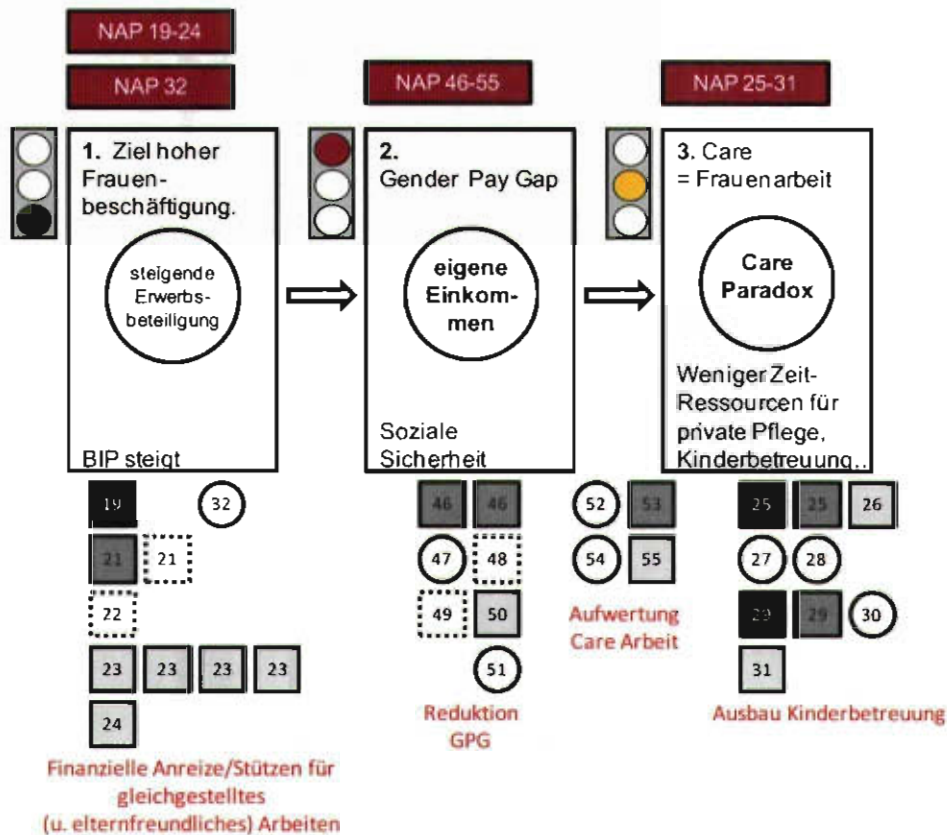 NAP 19-24
NAP 32
NAP 46-55
NAP 25-31
1. Ziel hoher
Frauen-
beschäftigung.
steigende
Erwerbs-
beteiligung
BIP steigt
2.
Gender Pay Gap
eigene
Einkom-
men
Soziale
Sicherheit
3. Care
= Frauenarbeit
Care
Paradox
Weniger Zeit-
Ressourcen für
private Pflege,
Kinderbetreuung..
19 32
21 21
22
23 23 23 23
24
Finanzielle Anreize/Stützen für
gleichgestelltes
(u. elternfreundliches) Arbeiten
46 46
47 48
49 50
51
Reduktion
GPG
52 53
54 55
Aufwertung
Care Arbeit
25 25 26
27 28
29 29 30
31
Ausbau Kinderbetreuung